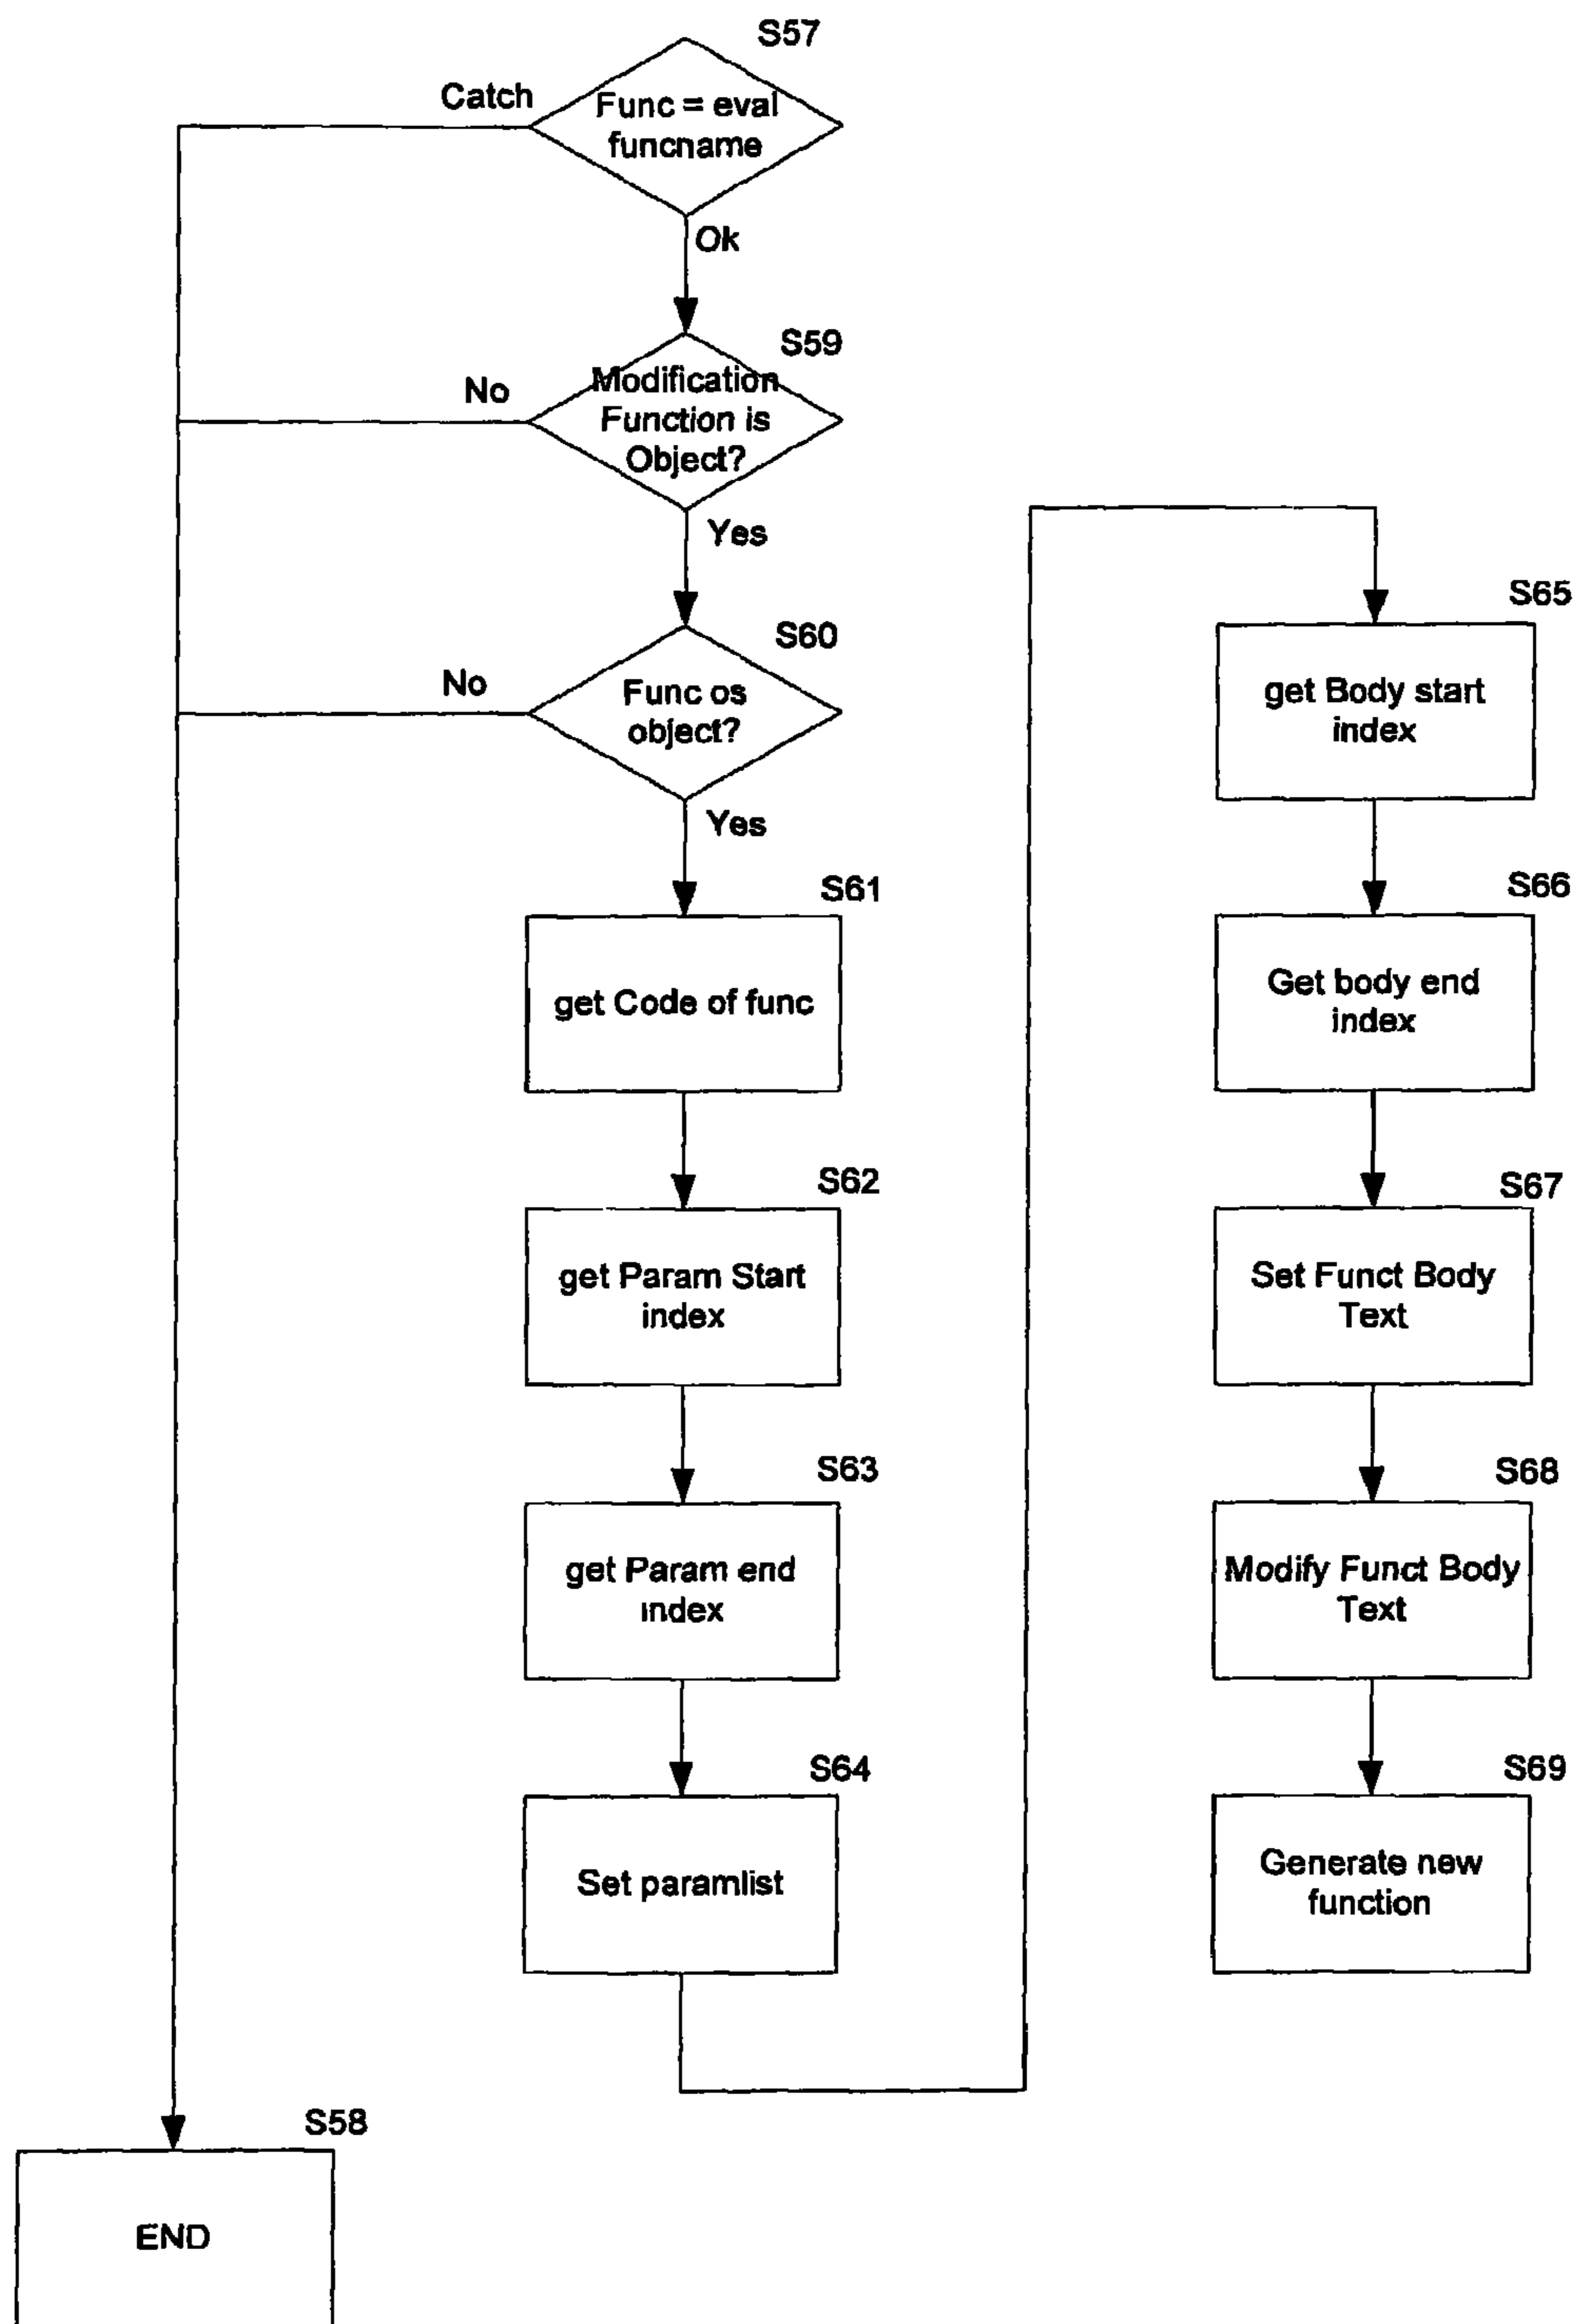 S57
Catch
Func = eval
funcname
Ok
S59
No
Modification
Function is
Object?
Yes
S60
No
Func os
object?
Yes
S61
get Code of func
S62
get Param Start
index
S63
get Param end
index
S64
Set paramlist
S65
get Body start
index
S66
Get body end
index
S67
Set Funct Body
Text
S68
Modify Funct Body
Text
S69
Generate new
function
S58
END